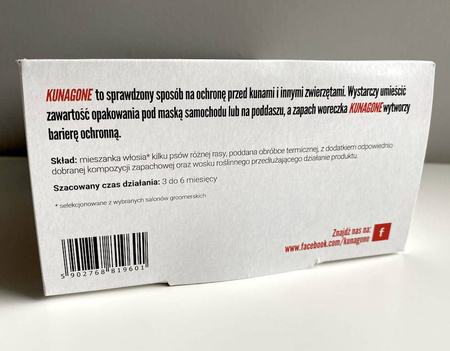 KUNAGONE to sprawdzony sposób na ochronę przed kunami i innymi zwierzętami. Wystarczy umieścić
zawartość opakowania pod maską samochodu lub na poddaszu, a zapach woreczka KUNAGONE wytworzy
barierę ochronną.
Skład: mieszanka włosia* kilku psów różnej rasy, poddana obróbce termicznej, z dodatkiem odpowiednio
dobranej kompozycji zapachowej oraz wosku roślinnego przedłużającego działanie produktu.
Szacowany czas działania: 3 do 6 miesięcy
* selekcjonowane z wybranych salonów groomerskich
Znajdź nas na:
www.facebook.com/kunagone
f
5 902768 819601